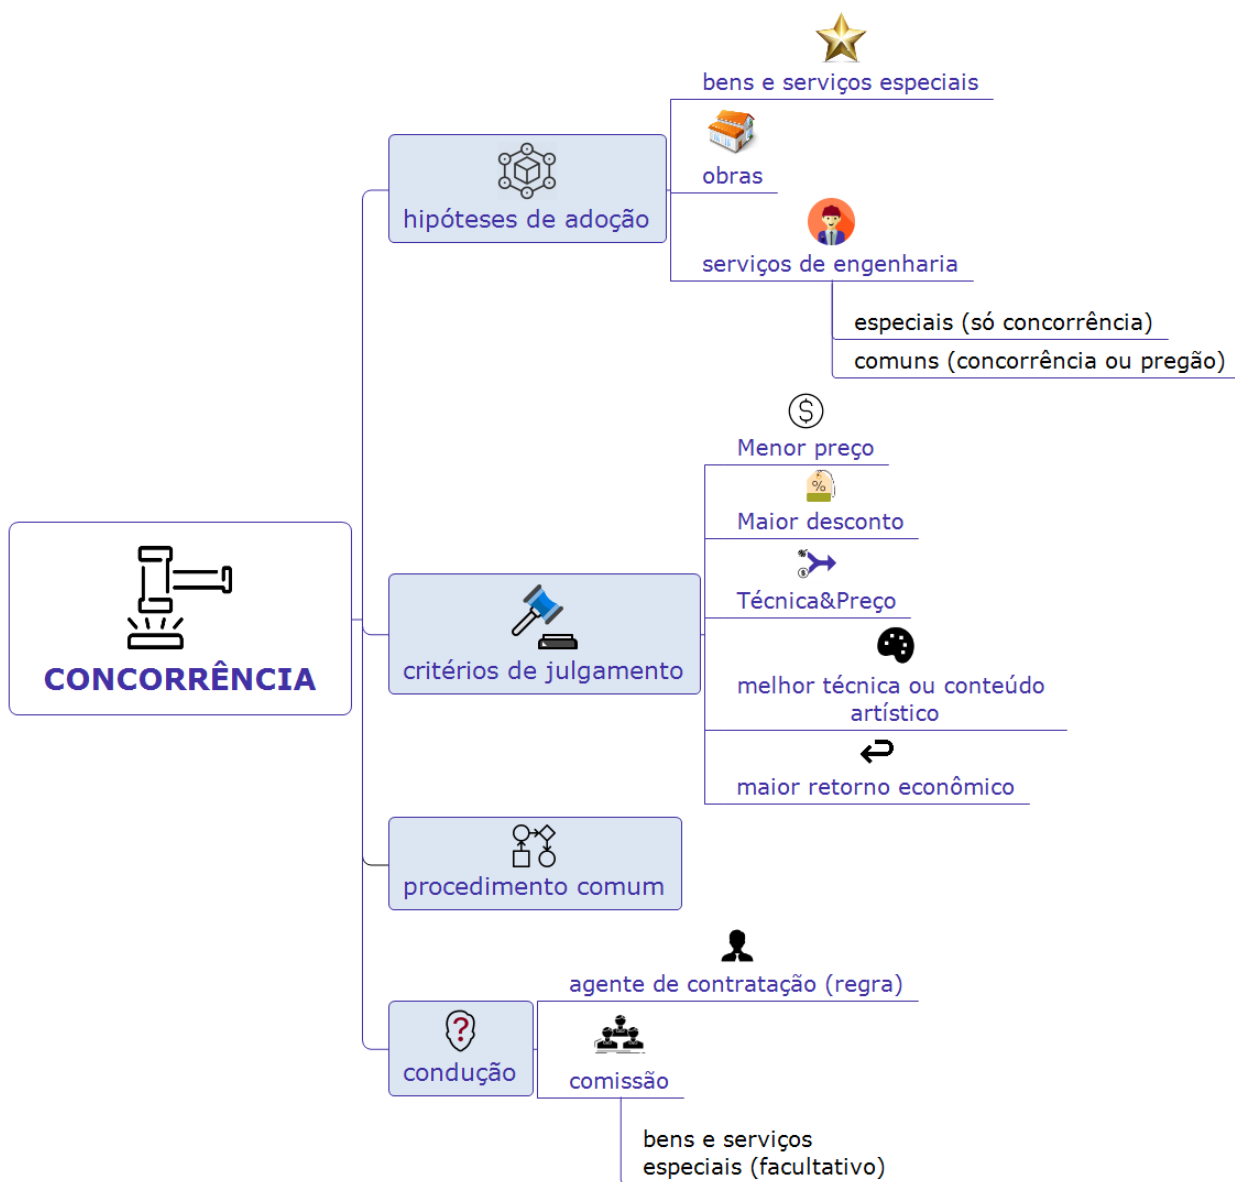 CONCORRÊNCIA
hipóteses de adoção
bens e serviços especiais
obras
serviços de engenharia
especiais (só concorrência)
comuns (concorrência ou pregão)
critérios de julgamento
$
Menor preço
%
Maior desconto
$
Técnica&Preço
melhor técnica ou conteúdo
artístico
maior retorno econômico
procedimento comum
?
condução
agente de contratação (regra)
comissão
bens e serviços
especiais (facultativo)